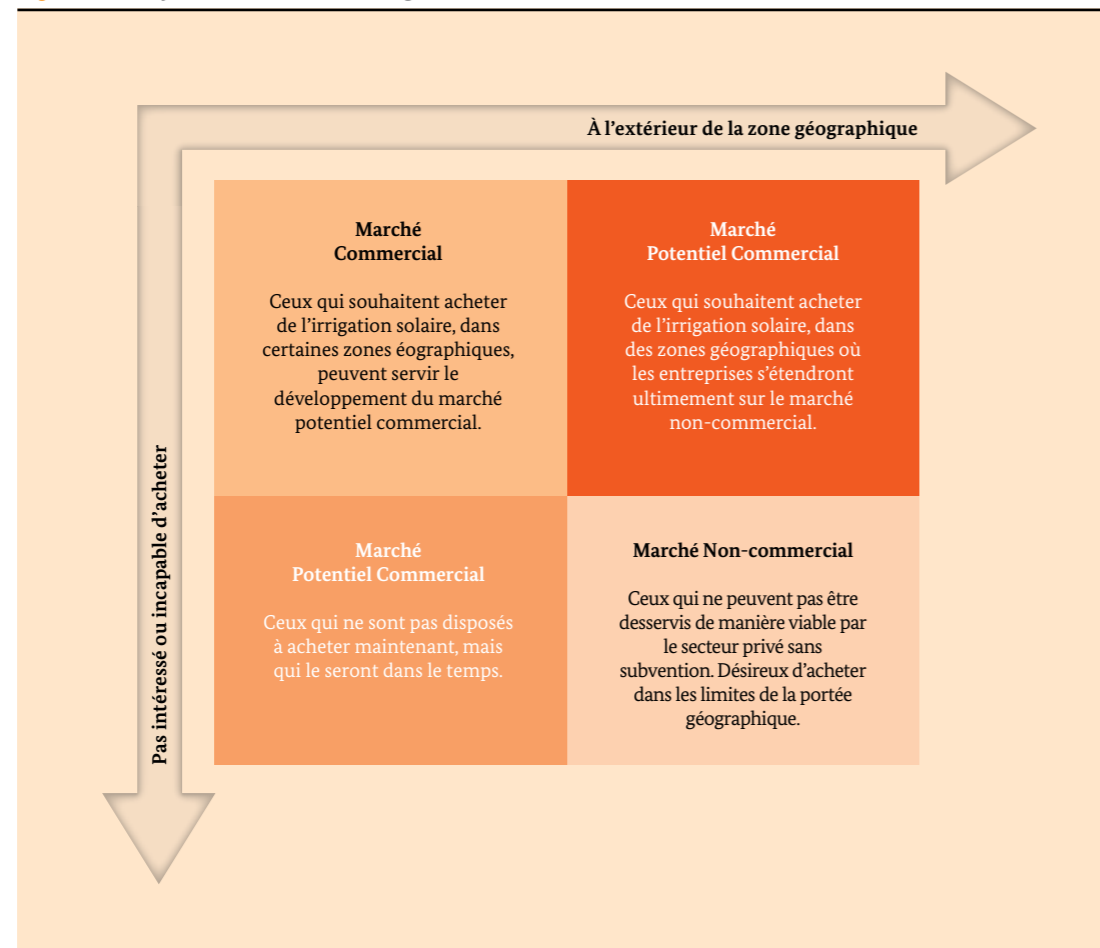 À l'extérieur de la zone géographique
Pas intéressé ou incapable d'acheter
Marché
Commercial
Ceux qui souhaitent acheter
de l'irrigation solaire, dans
certaines zones éographiques,
peuvent servir le
développement du marché
potentiel commercial.
Marché
Potentiel Commercial
Ceux qui souhaitent acheter
de l'irrigation solaire, dans
des zones géographiques où
les entreprises s'étendront
ultimement sur le marché
non-commercial.
Marché
Potentiel Commercial
Ceux qui ne sont pas disposés
à acheter maintenant, mais
qui le seront dans le temps.
Marché Non-commercial
Ceux qui ne peuvent pas être
desservis de manière viable par
le secteur privé sans
subvention. Désireux d'acheter
dans les limites de la portée
géographique.